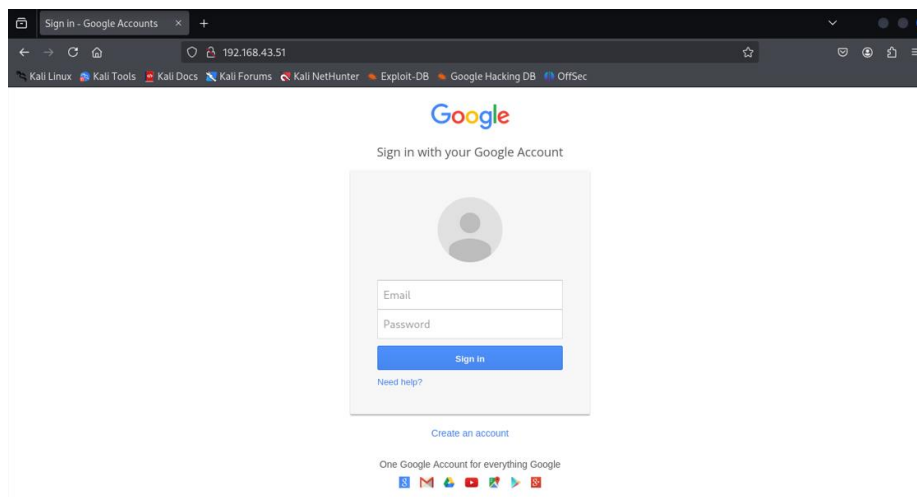 Sign in - Google Accounts
192.168.43.51
Kali Linux Kali Tools Kali Docs Kali Forums Kali NetHunter Exploit-DB Google Hacking DB OffSec
Google
Sign in with your Google Account
Email
Password
Sign in
Need help?
Create an account
One Google Account for everything Google